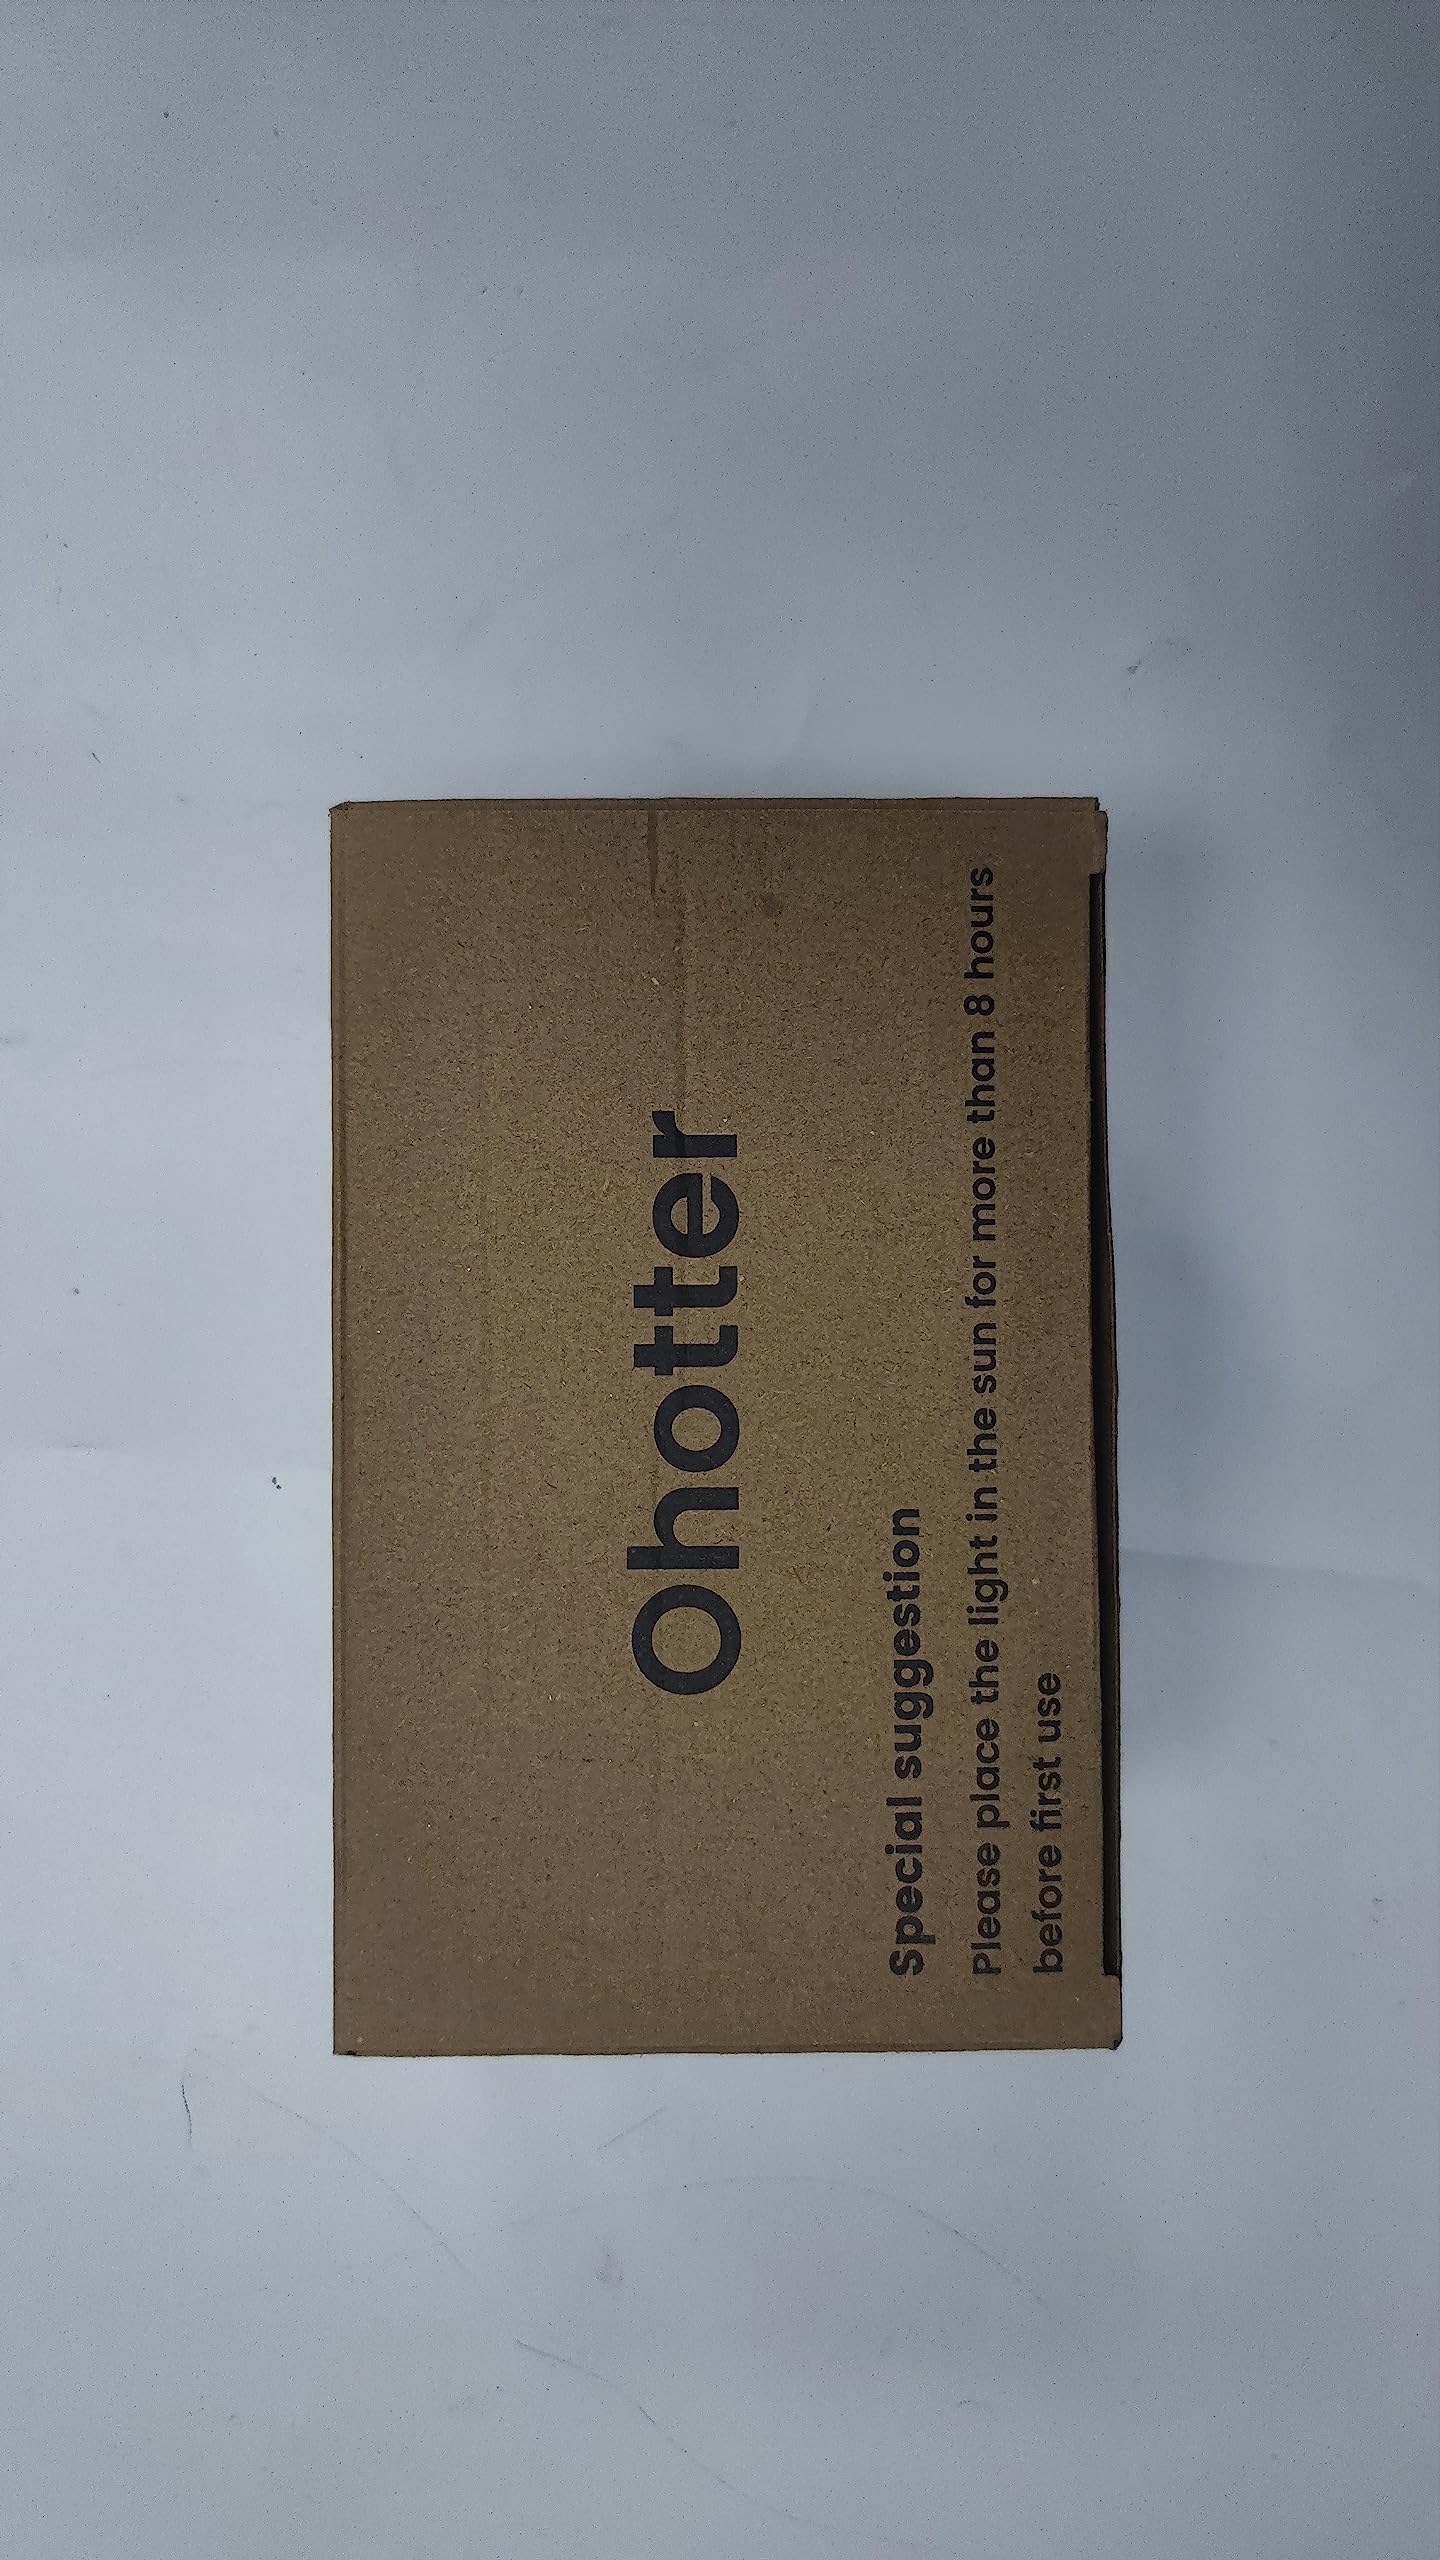 Ohotter
Special suggestion
Please place the light in the sun for more than 8 hours
before first use